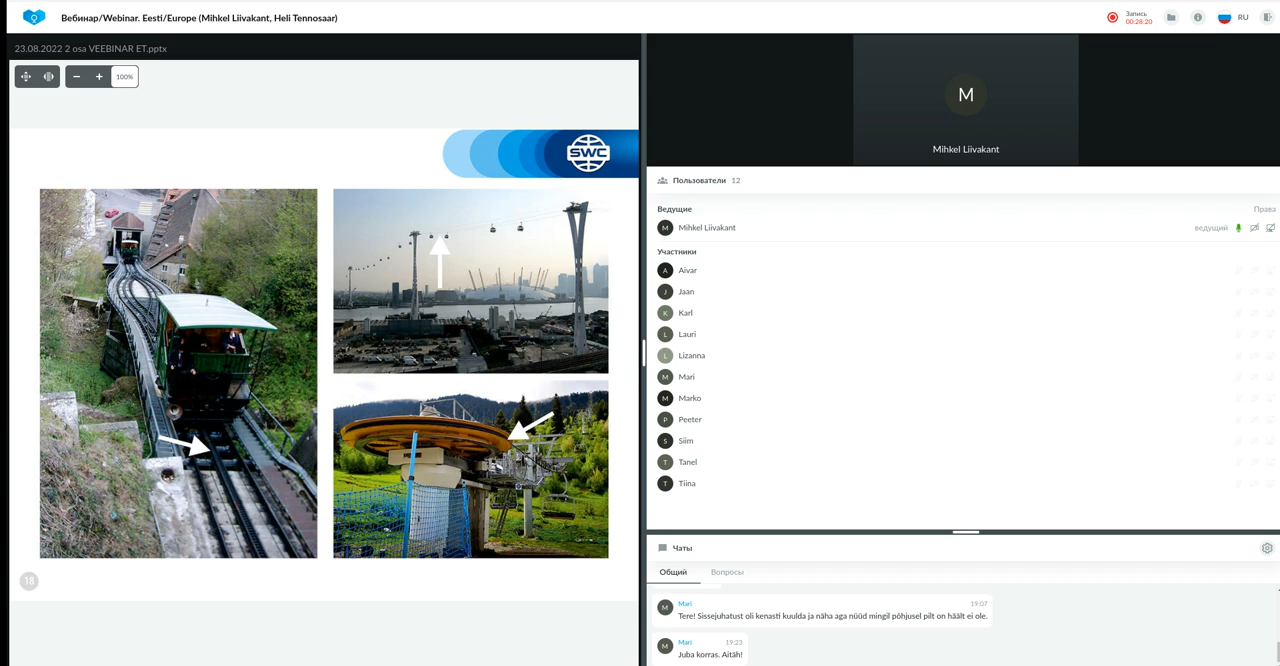 Вебинар/Webinar. Eesti/Europe (Mihkel Liivakant, Heli Tennosaar)
Запись
00:28:20
RU
23.08.2022 2 osa VEEBINAR ET.pptx
100%
SWC
18
M
Mihkel Liivakant
Пользователи 12
Ведущие
Права
M Mihkel Liivakant
ведущий
Участники
A Aivar
J Jaan
K Karl
L Lauri
L Lizanna
M Mari
M Marko
P Peeter
S Siim
T Tanel
T Tiina
Чаты
Общий
Вопросы
M
Mari 19:07
Tere! Sissejuhatust oli kenasti kuulda ja näha aga nüüd mingil põhjusel pilt on häält ei ole.
M
Mari 19:23
Juba korras. Aitäh!